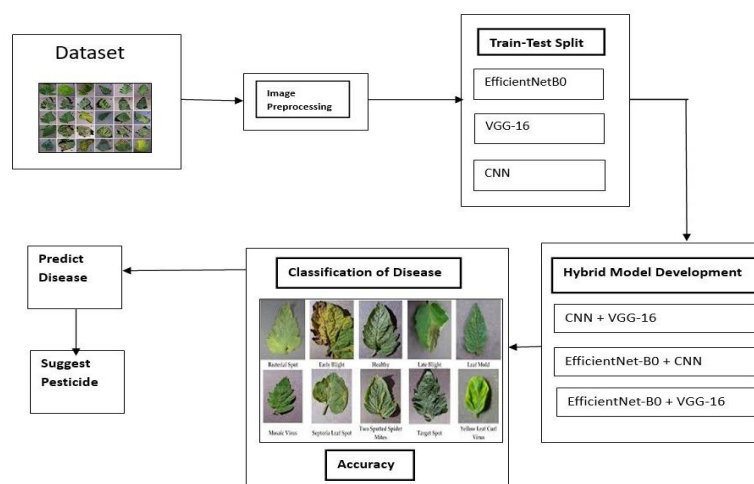 Dataset
Image
Preprocessing
Train-Test Split
EfficientNetB0
VGG-16
CNN
Hybrid Model Development
CNN + VGG-16
EfficientNet-B0 + CNN
EfficientNet-B0 + VGG-16
Classification of Disease
Bacterial Spot Early Blight Healthy Late Blight Leaf Mold
Mosaic Virus Septoria Leaf Spot Two Spotted Spider Mites Target Spot Yellow Leaf Curl Virus
Accuracy
Predict
Disease
Suggest
Pesticide